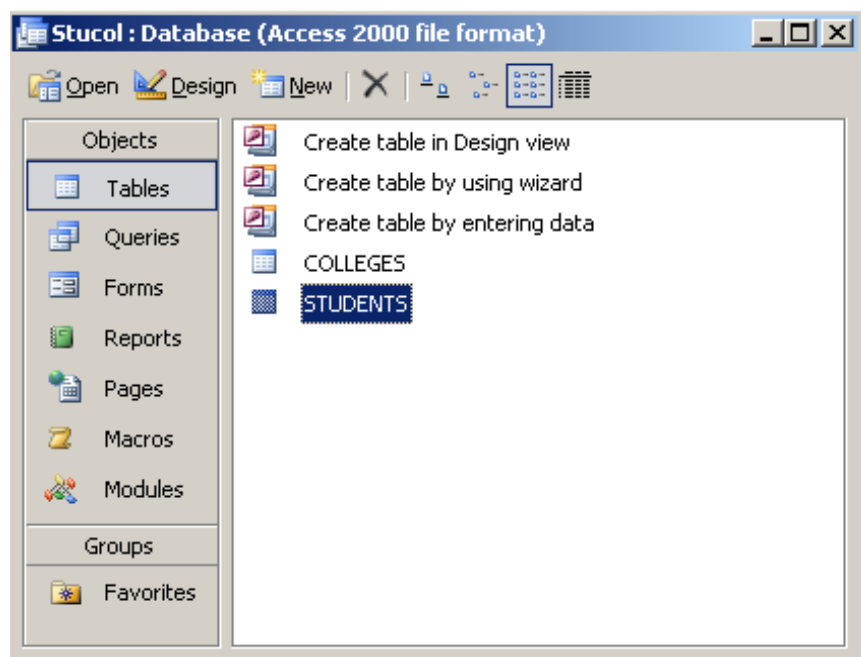 Stucol : Database (Access 2000 file format)
Open Design New
Objects
Tables
Queries
Forms
Reports
Pages
Macros
Modules
Groups
Favorites
Create table in Design view
Create table by using wizard
Create table by entering data
COLLEGES
STUDENTS